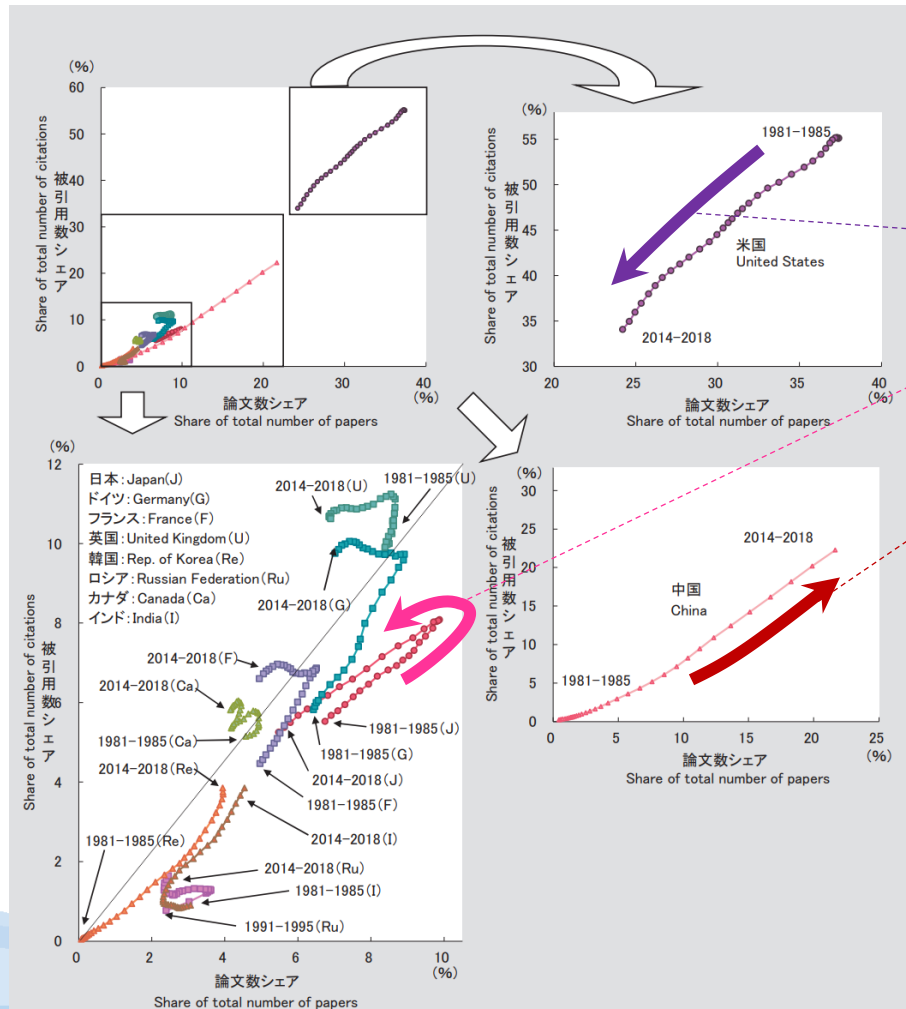 (%)
60
50
40
30
20
10
0
0
10
20
30
40
(%)
被引用数シェア
Share of total number of citations
論文数シェア
Share of total number of papers
(%)
55
50
45
40
35
30
20
25
30
35
40
(%)
1981-1985
米国
United States
2014-2018
被引用数シェア
Share of total number of citations
論文数シェア
Share of total number of papers
(%)
12
10
8
6
4
2
0
0
2
4
6
8
10
(%)
日本:Japan(J)
ドイツ:Germany(G)
フランス:France(F)
英国:United Kingdom(U)
韓国:Rep. of Korea(Re)
ロシア:Russian Federation(Ru)
カナダ:Canada(Ca)
インド:India(I)
2014-2018(U)
1981-1985(U)
2014-2018(G)
2014-2018(F)
2014-2018(Ca)
1981-1985(Ca)
2014-2018(Re)
1981-1985(J)
1981-1985(G)
2014-2018(J)
1981-1985(F)
1981-1985(Re)
2014-2018(I)
2014-2018(Ru)
1981-1985(I)
1991-1995(Ru)
被引用数シェア
Share of total number of citations
論文数シェア
Share of total number of papers
(%)
30
25
20
15
10
5
0
0
5
10
15
20
25
(%)
2014-2018
中国
China
1981-1985
被引用数シェア
Share of total number of citations
論文数シェア
Share of total number of papers